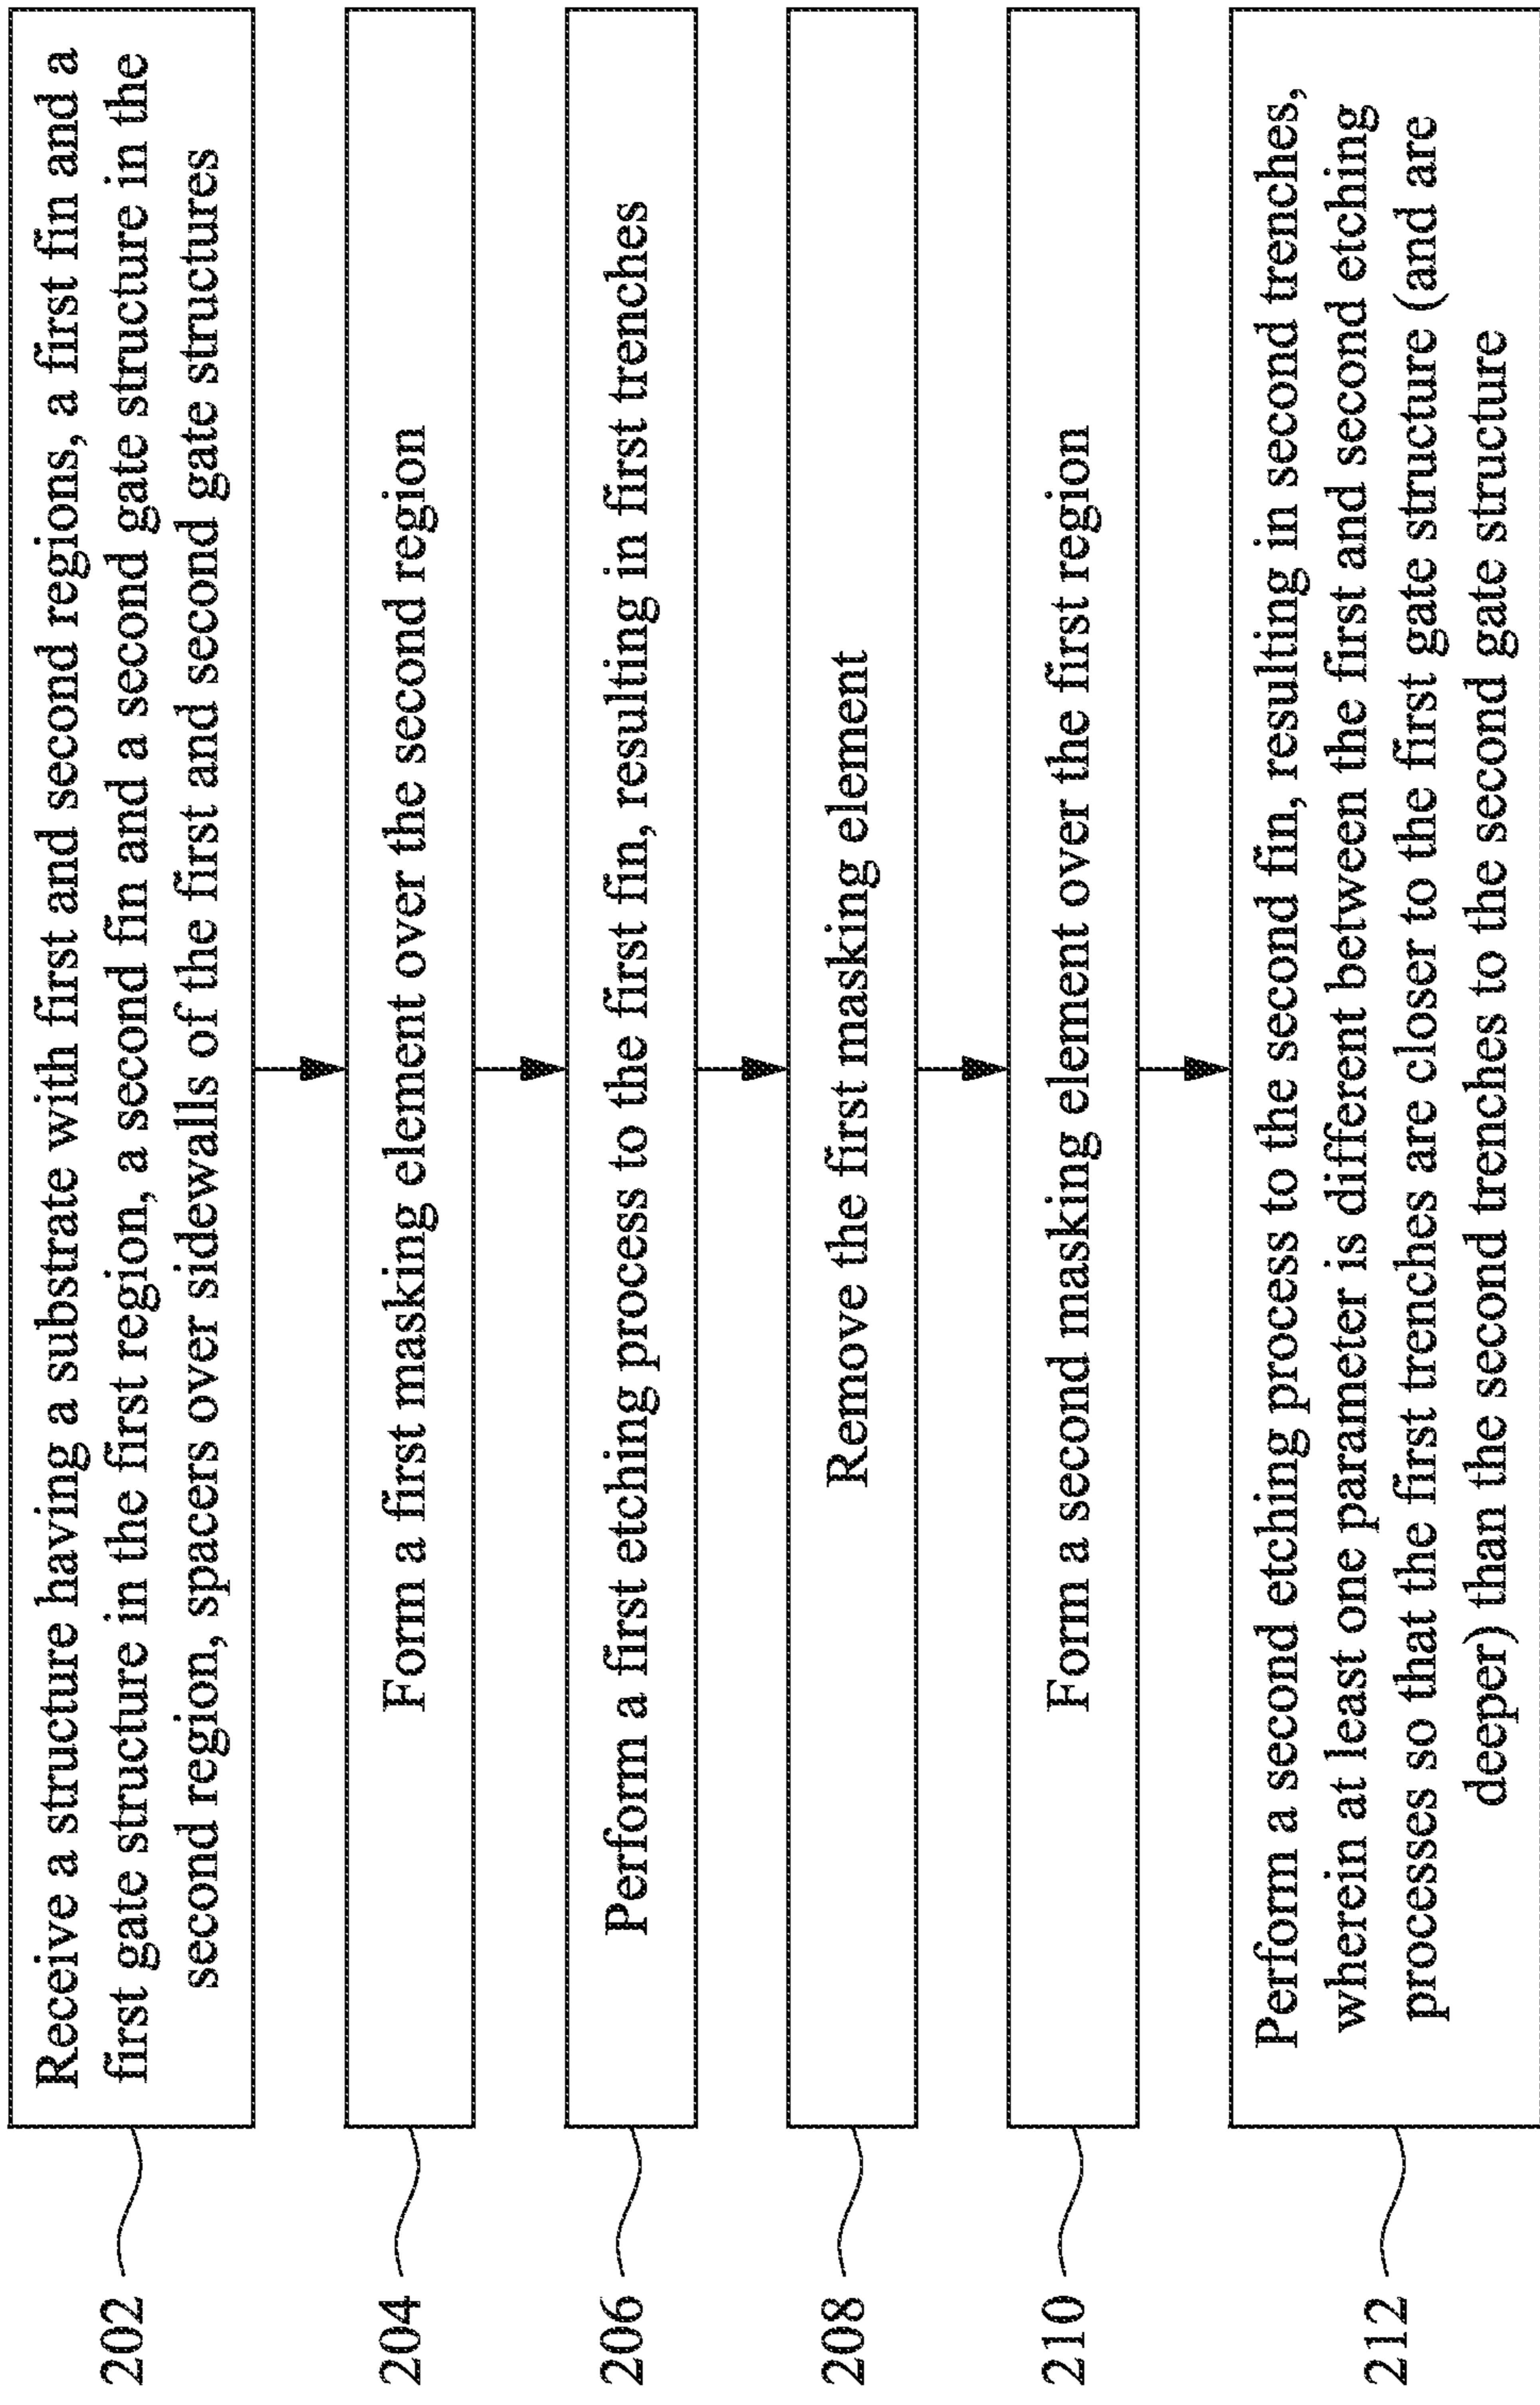 202
Receive a structure having a substrate with first and second regions, a first fin and a
first gate structure in the first region, a second fin and a second gate structure in the
second region, spacers over sidewalls of the first and second gate structures
204
Form a first masking element over the second region
206
Perform a first etching process to the first fin, resulting in first trenches
208
Remove the first masking element
210
Form a second masking element over the first region
212
Perform a second etching process to the second fin, resulting in second trenches,
wherein at least one parameter is different between the first and second etching
processes so that the first trenches are closer to the first gate structure (and are
deeper) than the second trenches to the second gate structure